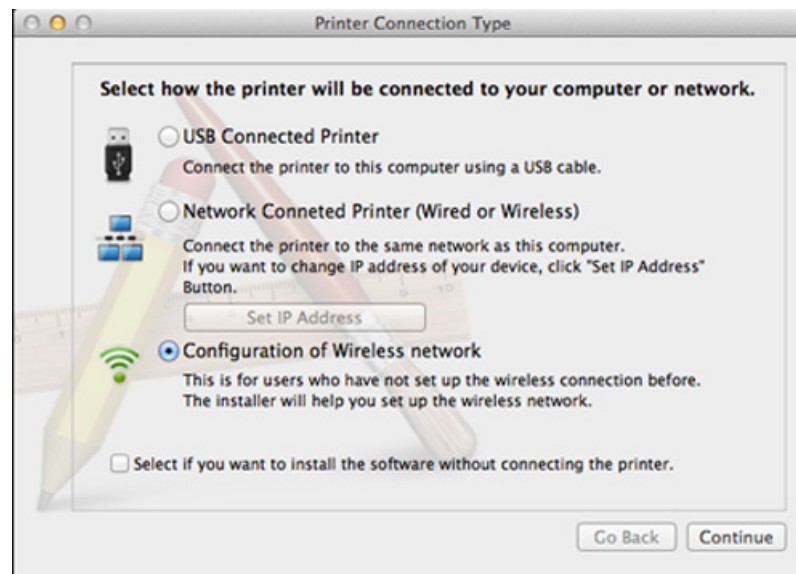 Printer Connection Type
Select how the printer will be connected to your computer or network.
USB Connected Printer
Connect the printer to this computer using a USB cable.
Network Conneted Printer (Wired or Wireless)
Connect the printer to the same network as this computer.
If you want to change IP address of your device, click "Set IP Address"
Button.
Set IP Address
Configuration of Wireless network
This is for users who have not set up the wireless connection before.
The installer will help you set up the wireless network.
Select if you want to install the software without connecting the printer.
Go Back Continue